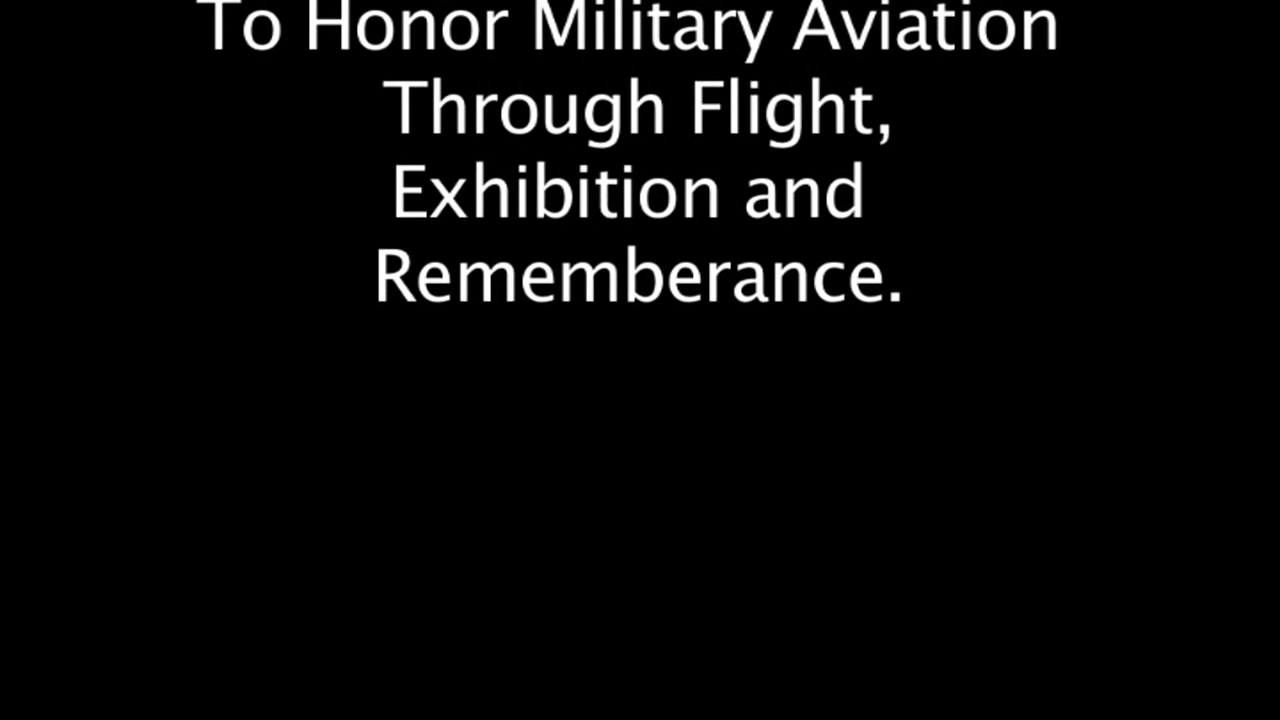 To Honor Military Aviation
Through Flight,
Exhibition and
Rememberance.